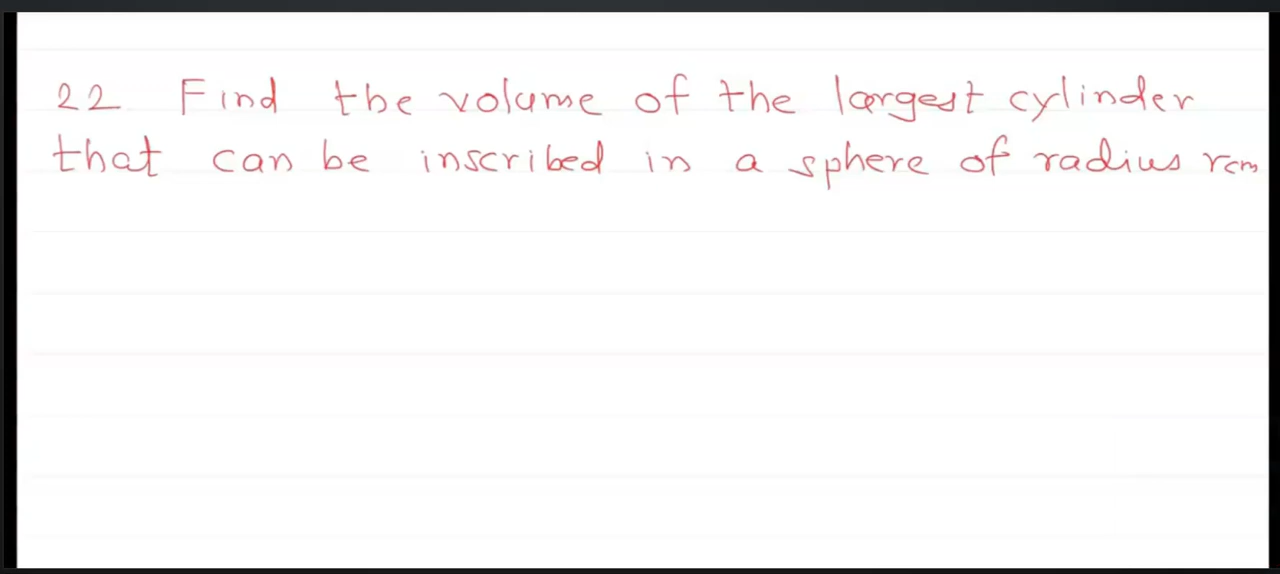 22 Find the volume of the largest cylinder
that can be inscribed in a sphere of radius rcm